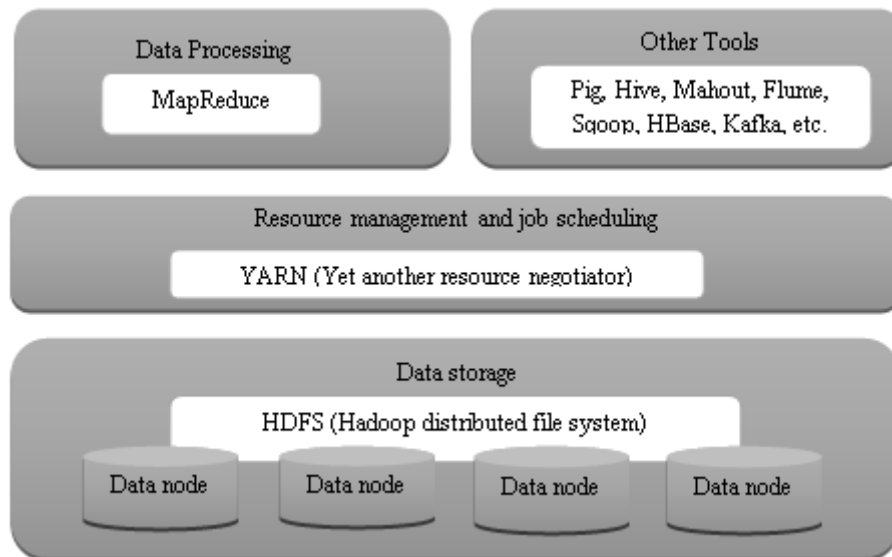 Data Processing
MapReduce
Other Tools
Pig, Hive, Mahout, Flume,
Sqoop, HBase, Kafka, etc.
Resource management and job scheduling
YARN (Yet another resource negotiator)
Data storage
HDFS (Hadoop distributed file system)
Data node
Data node
Data node
Data node